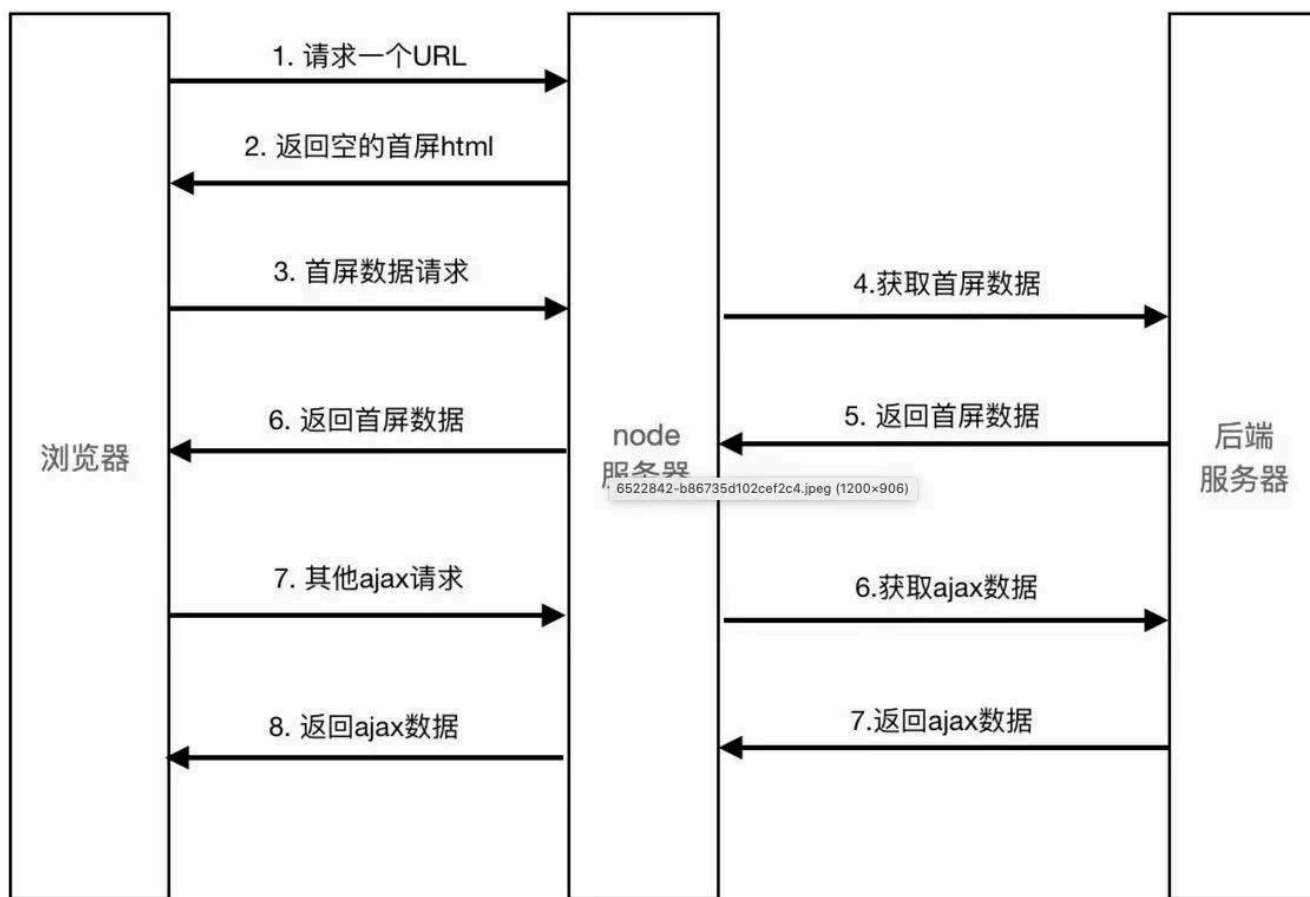 1. 请求一个URL
2. 返回空的首屏html
3. 首屏数据请求
4.获取首屏数据
6. 返回首屏数据
5. 返回首屏数据
浏览器
node
服务器
后端
服务器
6522842-b86735d102cef2c4.jpeg (1200×906)
7. 其他ajax请求
6.获取ajax数据
8. 返回ajax数据
7.返回ajax数据